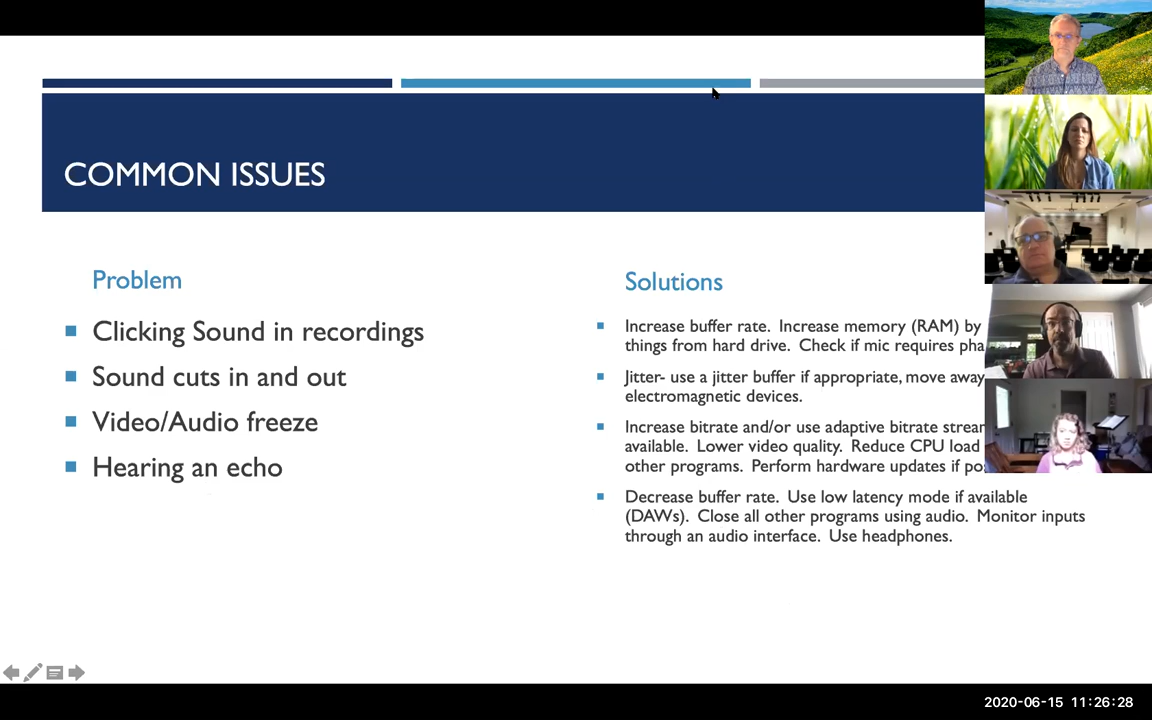 COMMON ISSUES
Problem
Clicking Sound in recordings
Sound cuts in and out
Video/Audio freeze
Hearing an echo
Solutions
Increase buffer rate. Increase memory (RAM) by
things from hard drive. Check if mic requires pha
Jitter- use a jitter buffer if appropriate, move away
electromagnetic devices.
Increase bitrate and/or use adaptive bitrate strea
available. Lower video quality. Reduce CPU load
other programs. Perform hardware updates if po
Decrease buffer rate. Use low latency mode if available
(DAWs). Close all other programs using audio. Monitor inputs
through an audio interface. Use headphones.
2020-06-15 11:26:28